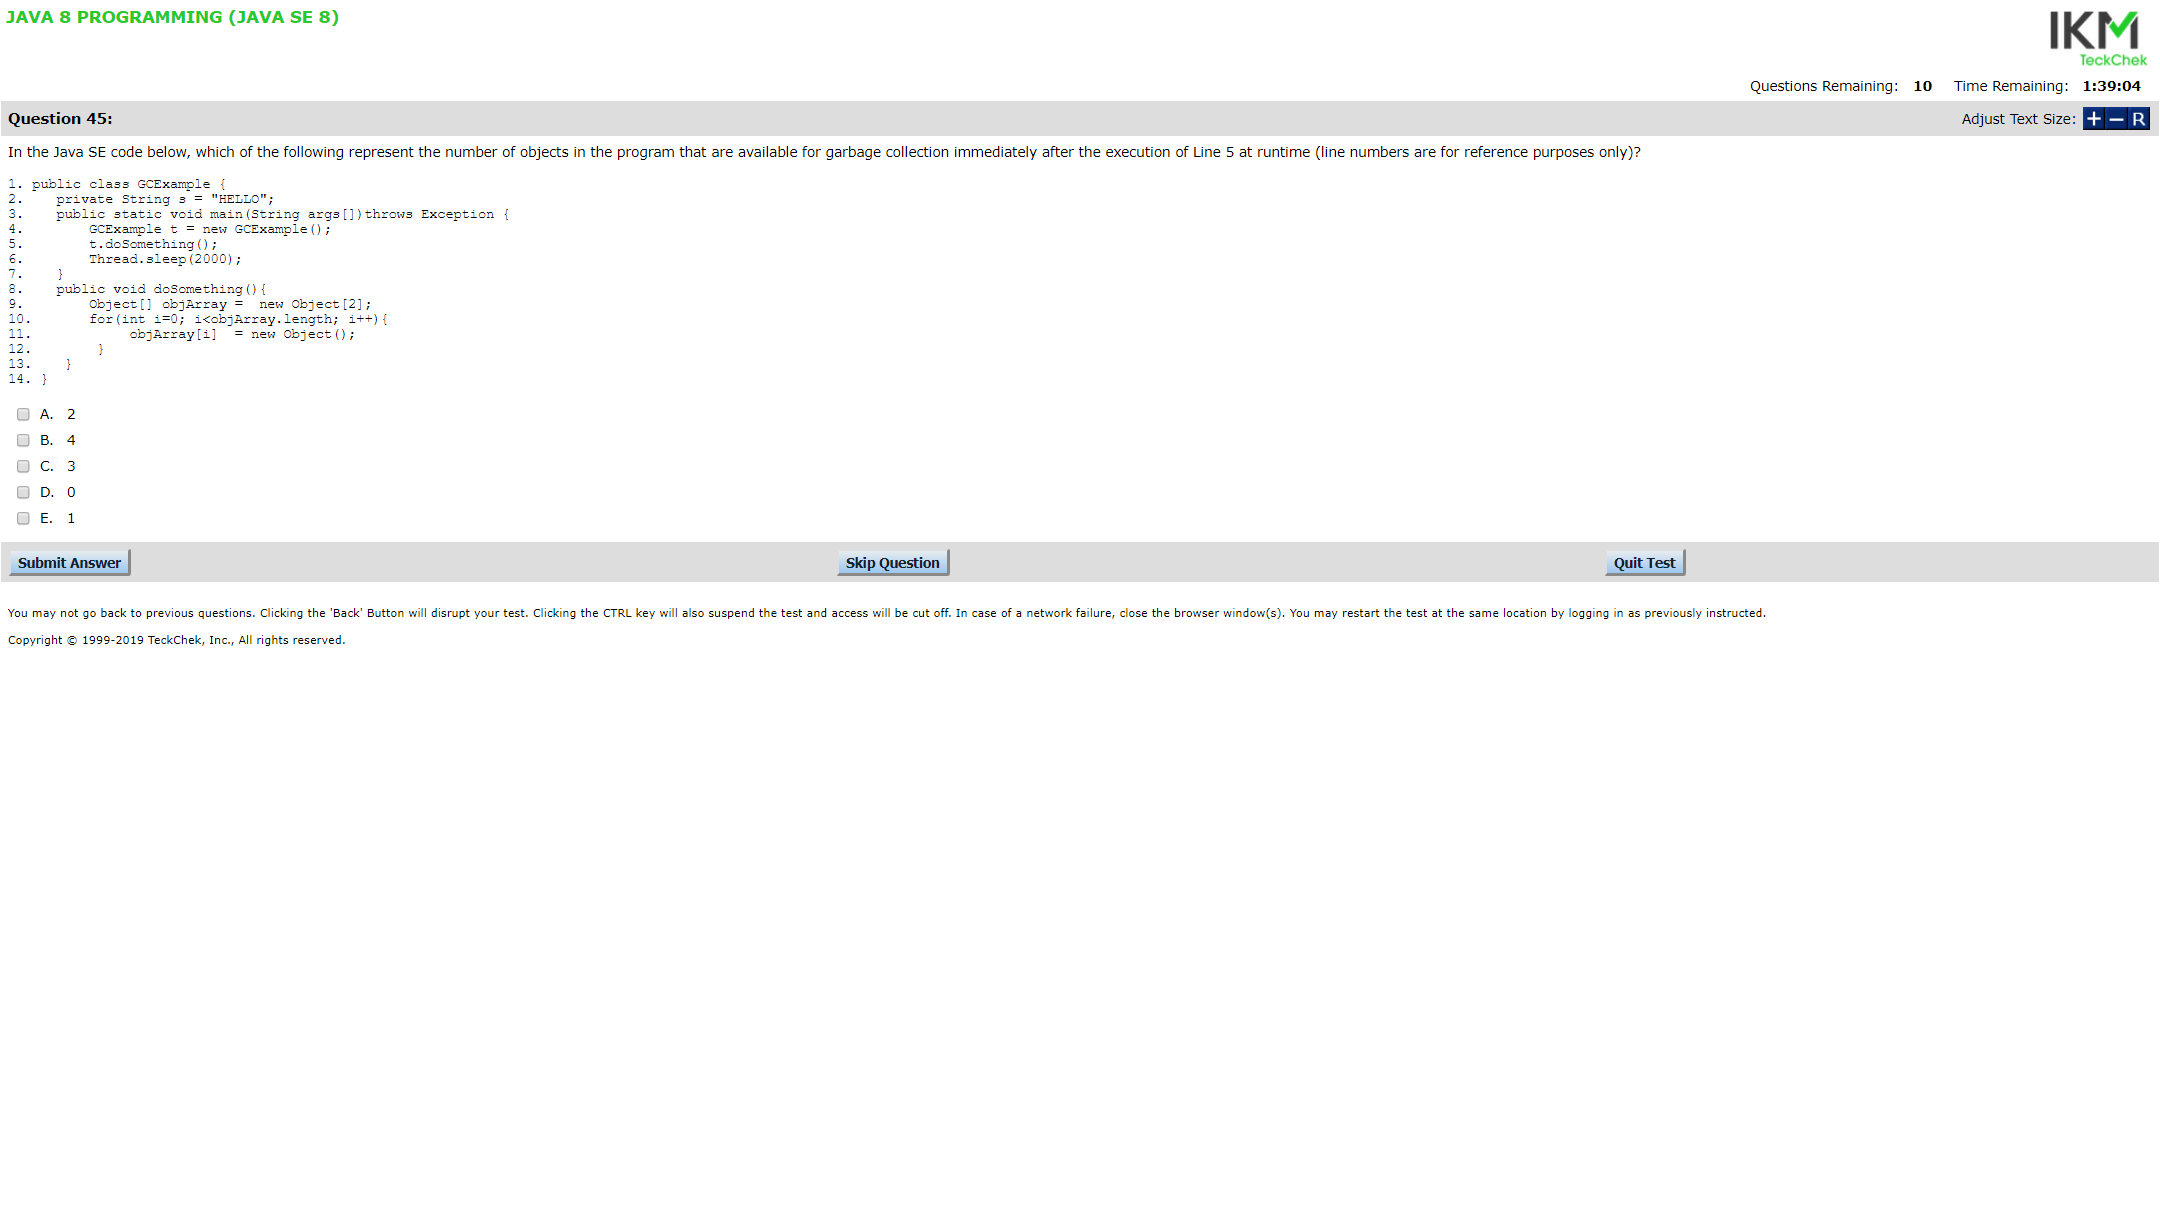 JAVA 8 PROGRAMMING (JAVA SE 8)
IKM
TeckChek
Questions Remaining: 10 Time Remaining: 1:39:04
Question 45:
Adjust Text Size: + – R
In the Java SE code below, which of the following represent the number of objects in the program that are available for garbage collection immediately after the execution of Line 5 at runtime (line numbers are for reference purposes only)?
1. public class GCExample {
2.    private String s = "HELLO";
3.    public static void main(String args[])throws Exception {
4.        GCExample t = new GCExample();
5.        t.doSomething();
6.        Thread.sleep(2000);
7.    }
8.    public void doSomething(){
9.        Object[] objArray =  new Object[2];
10.       for(int i=0; i<objArray.length; i++){
11.            objArray[i]  = new Object();
12.        }
13.    }
14. }
A. 2
B. 4
C. 3
D. 0
E. 1
Submit Answer
Skip Question
Quit Test
You may not go back to previous questions. Clicking the 'Back' Button will disrupt your test. Clicking the CTRL key will also suspend the test and access will be cut off. In case of a network failure, close the browser window(s). You may restart the test at the same location by logging in as previously instructed.
Copyright © 1999-2019 TeckChek, Inc., All rights reserved.